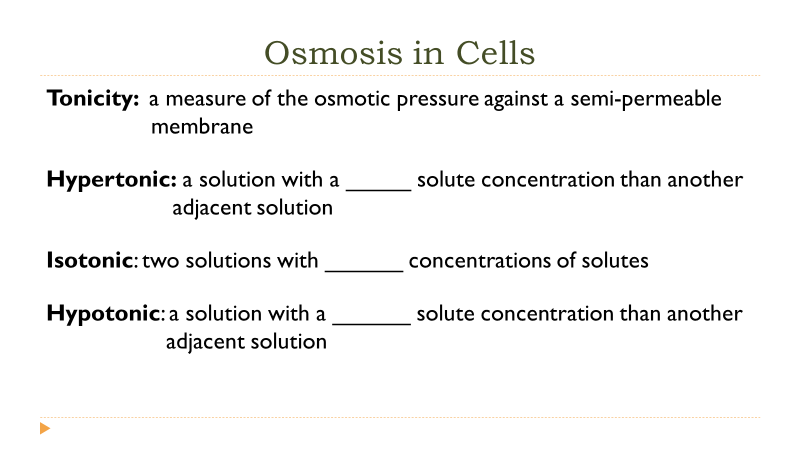 Osmosis in Cells
Tonicity: a measure of the osmotic pressure against a semi-permeable
membrane
Hypertonic: a solution with a ______ solute concentration than another
adjacent solution
Isotonic: two solutions with _______ concentrations of solutes
Hypotonic: a solution with a _______ solute concentration than another
adjacent solution